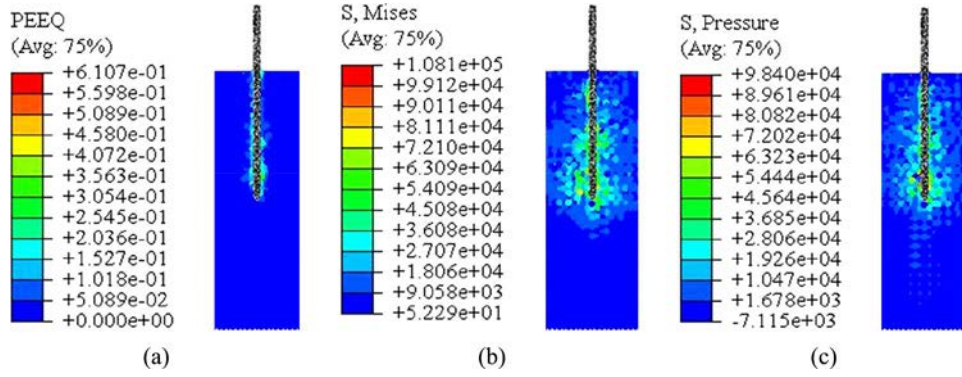 PEEQ
(Avg: 75%)
+6.107e-01
+5.598e-01
+5.089e-01
+4.580e-01
+4.072e-01
+3.563e-01
+3.054e-01
+2.545e-01
+2.036e-01
+1.527e-01
+1.018e-01
+5.089e-02
+0.000e+00
(a)
S, Mises
(Avg: 75%)
+1.081e+05
+9.912e+04
+9.011e+04
+8.111e+04
+7.210e+04
+6.309e+04
+5.409e+04
+4.508e+04
+3.608e+04
+2.707e+04
+1.806e+04
+9.058e+03
+5.229e+01
(b)
S, Pressure
(Avg: 75%)
+9.840e+04
+8.961e+04
+8.082e+04
+7.202e+04
+6.323e+04
+5.444e+04
+4.564e+04
+3.685e+04
+2.806e+04
+1.926e+04
+1.047e+04
+1.678e+03
-7.115e+03
(c)